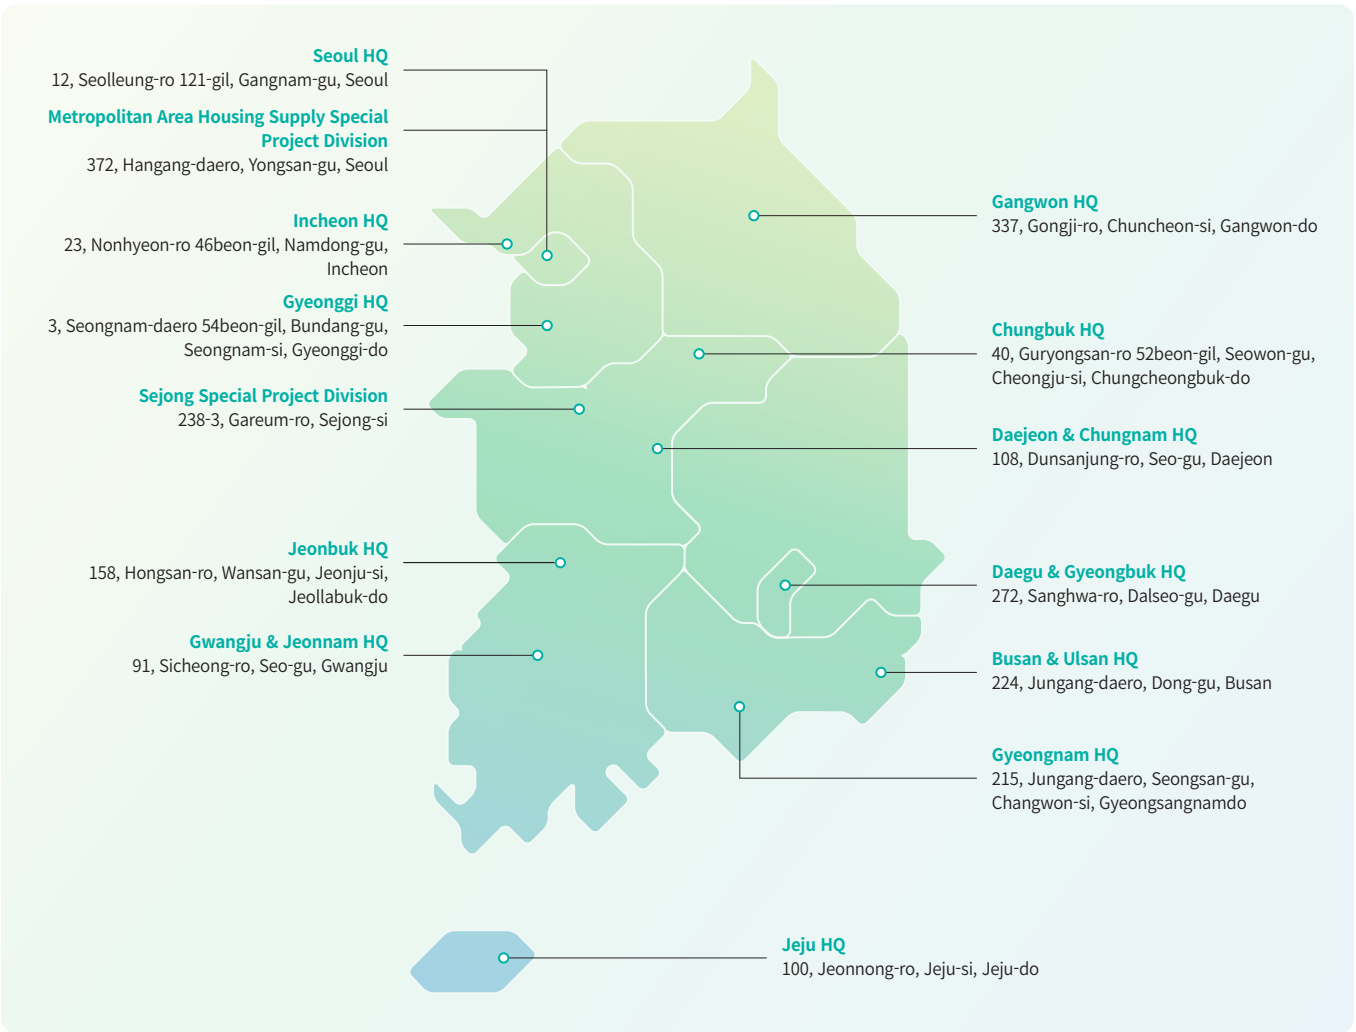 Seoul HQ
12, Seolleung-ro 121-gil, Gangnam-gu, Seoul
Metropolitan Area Housing Supply Special
Project Division
372, Hangang-daero, Yongsan-gu, Seoul
Incheon HQ
23, Nonhyeon-ro 46beon-gil, Namdong-gu,
Incheon
Gyeonggi HQ
3, Seongnam-daero 54beon-gil, Bundang-gu,
Seongnam-si, Gyeonggi-do
Sejong Special Project Division
238-3, Gareum-ro, Sejong-si
Jeonbuk HQ
158, Hongsan-ro, Wansan-gu, Jeonju-si,
Jeollabuk-do
Gwangju & Jeonnam HQ
91, Sicheong-ro, Seo-gu, Gwangju
Gangwon HQ
337, Gongji-ro, Chuncheon-si, Gangwon-do
Chungbuk HQ
40, Guryongsan-ro 52beon-gil, Seowon-gu,
Cheongju-si, Chungcheongbuk-do
Daejeon & Chungnam HQ
108, Dunsanjung-ro, Seo-gu, Daejeon
Daegu & Gyeongbuk HQ
272, Sanghwa-ro, Dalseo-gu, Daegu
Busan & Ulsan HQ
224, Jungang-daero, Dong-gu, Busan
Gyeongnam HQ
215, Jungang-daero, Seongsan-gu,
Changwon-si, Gyeongsangnamdo
Jeju HQ
100, Jeonnong-ro, Jeju-si, Jeju-do